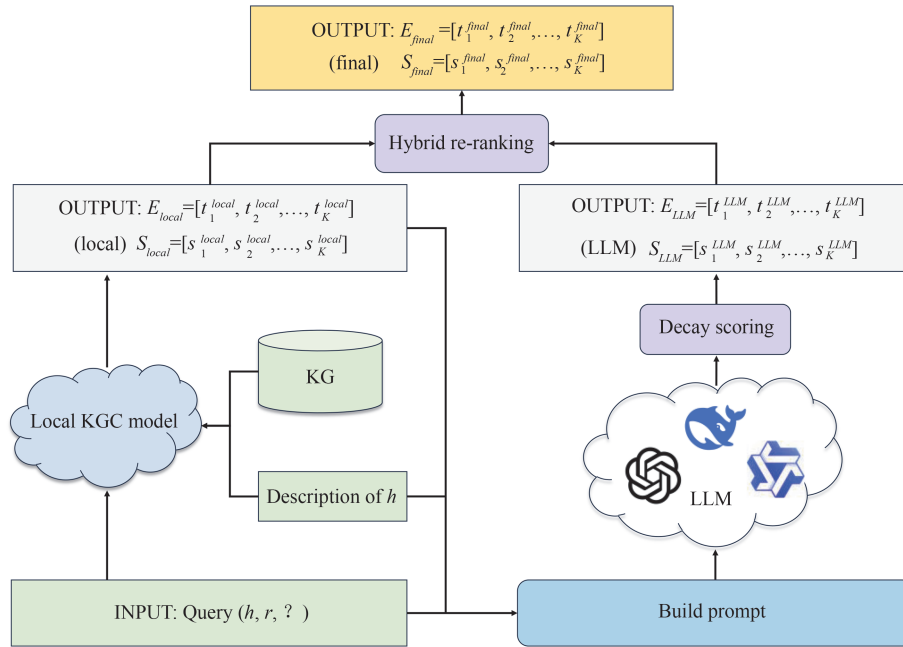 OUTPUT: E_final=[t_1^final, t_2^final,…, t_K^final]
(final) S_final=[s_1^final, s_2^final,…, s_K^final]
Hybrid re-ranking
OUTPUT: E_local=[t_1^local, t_2^local,…, t_K^local]
(local) S_local=[s_1^local, s_2^local,…, s_K^local]
OUTPUT: E_LLM=[t_1^LLM, t_2^LLM,…, t_K^LLM]
(LLM) S_LLM=[s_1^LLM, s_2^LLM,…, s_K^LLM]
Decay scoring
KG
Local KGC model
Description of h
LLM
INPUT: Query (h, r, ？)
Build prompt